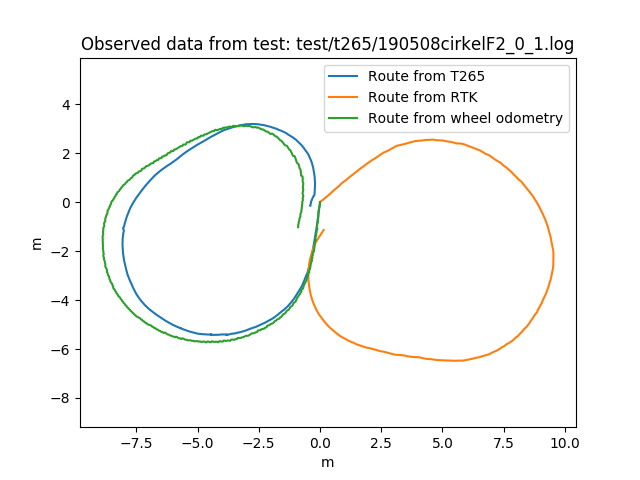 Observed data from test: test/t265/190508cirkelF2_0_1.log
Route from T265
Route from RTK
Route from wheel odometry
4
2
0
−2
−4
−6
−8
m
−7.5 −5.0 −2.5 0.0 2.5 5.0 7.5 10.0
m